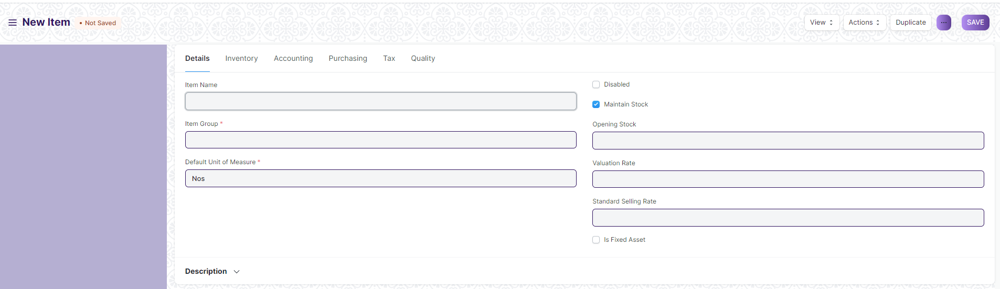 New Item • Not Saved View Actions Duplicate ... SAVE
Details Inventory Accounting Purchasing Tax Quality
Item Name
Disabled
Maintain Stock
Item Group *
Opening Stock
Default Unit of Measure *
Nos
Valuation Rate
Standard Selling Rate
Is Fixed Asset
Description